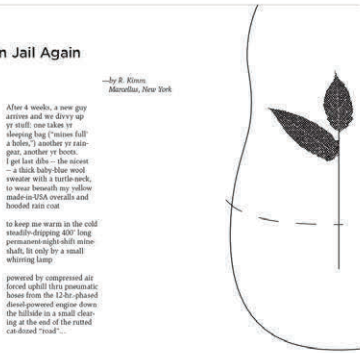 n Jail Again
—by R. Kimm,
Marcellus, New York
After 4 weeks, a new guy
arrives and we divvy up
yr stuff: one takes yr
sleeping bag ("mines full'
a holes,") another yr rain-
gear, another yr boots.
I get last dibs – the nicest
– a thick baby-blue wool
sweater with a turtle-neck,
to wear beneath my yellow
made-in-USA overalls and
hooded rain coat
to keep me warm in the cold
steadily-dripping 400' long
permanent-night-shift mine-
shaft, lit only by a small
whirring lamp
powered by compressed air
forced uphill thru pneumatic
hoses from the 12-hr.-phased
diesel-powered engine down
the hillside in a small clear-
ing at the end of the rutted
cat-dozed "road"...